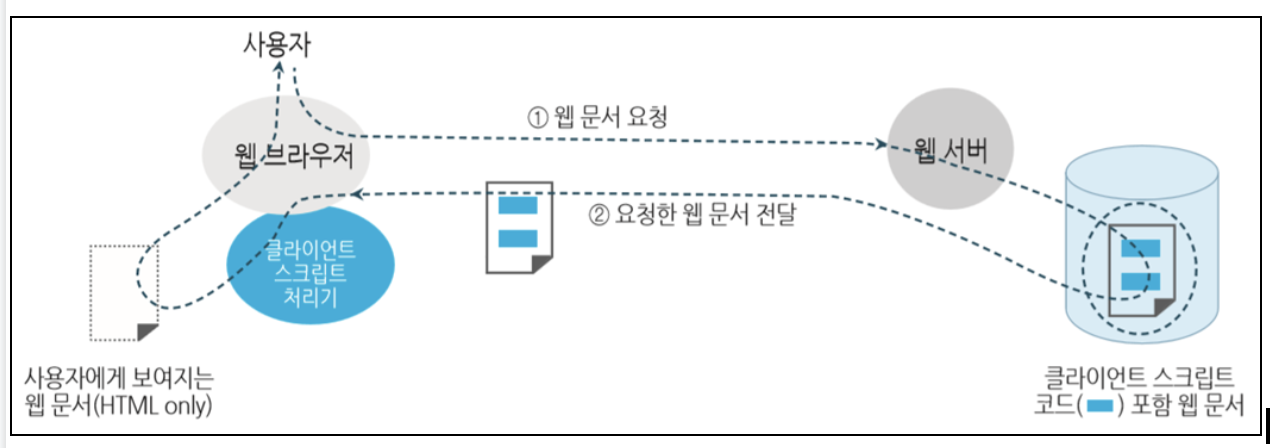 사용자
① 웹 문서 요청
웹 브라우저
웹 서버
② 요청한 웹 문서 전달
클라이언트
스크립트
처리기
사용자에게 보여지는
웹 문서(HTML only)
클라이언트 스크립트
코드( ) 포함 웹 문서